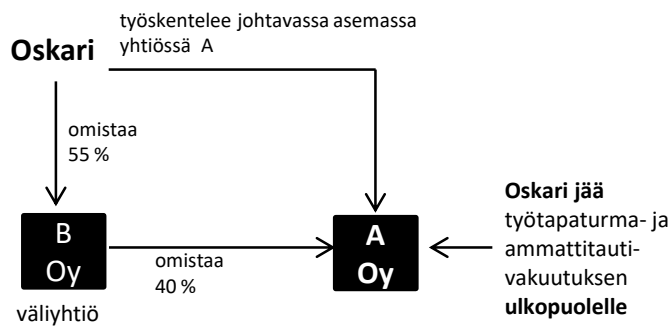 työskentelee johtavassa asemassa
yhtiössä A
Oskari
omistaa
55 %
B
Oy
väliyhtiö
omistaa
40 %
A
Oy
Oskari jää
työtapaturma- ja
ammattitauti-
vakuutuksen
ulkopuolelle